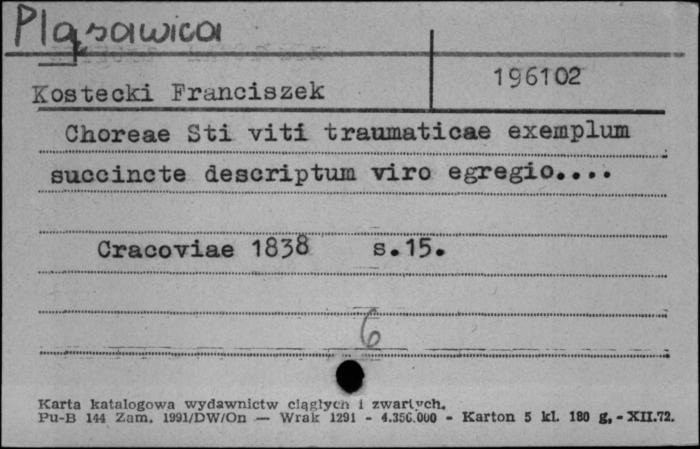 Pląsawica
196102
Kostecki Franciszek
Choreae Sti viti traumaticae exemplum
succincte descriptum viro egregio....
Cracoviae 1838 s.15.
6
Karta katalogowa wydawnictw ciągłych i zwartych.
Pu-B 144 Zam. 1991/DW/On — Wrak 1291 - 4.356.000 - Karton 5 kl. 180 g. - XII.72.